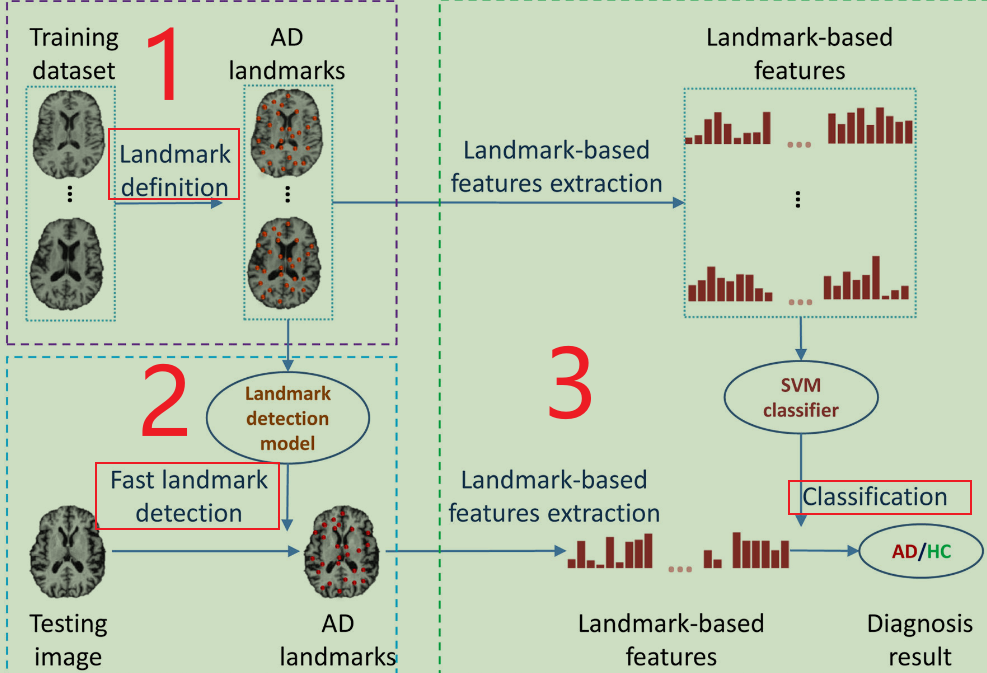 Training
dataset
1
AD
landmarks
Landmark
definition
2
Landmark
detection
model
Fast landmark
detection
Testing
image
AD
landmarks
3
Landmark-based
features extraction
Landmark-based
features
SVM
classifier
Classification
Landmark-based
features extraction
AD/HC
Landmark-based
features
Diagnosis
result